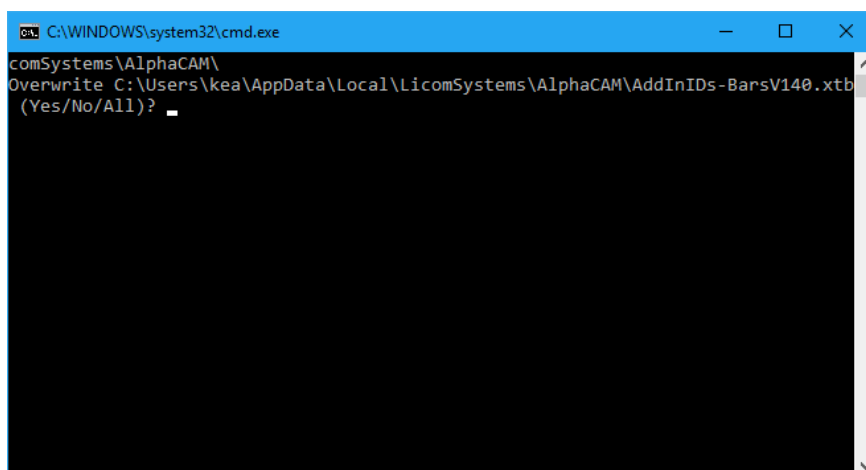 C:\WINDOWS\system32\cmd.exe
comSystems\AlphaCAM\
Overwrite C:\Users\kea\AppData\Local\LicomSystems\AlphaCAM\AddInIDs-BarsV140.xtb
(Yes/No/All)?